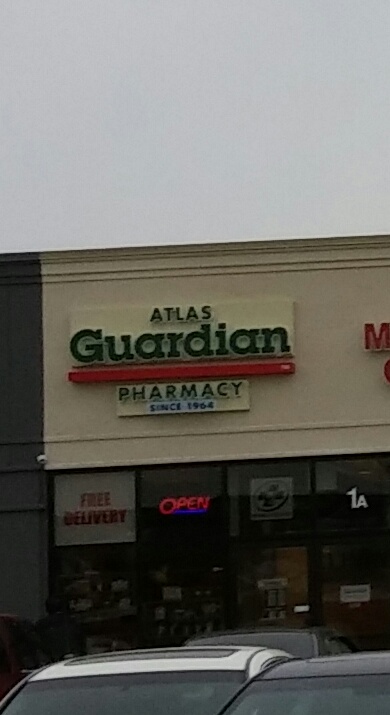 ATLAS
Guardian
PHARMACY
SINCE 1964
M
FREE
DELIVERY
OPEN
1A